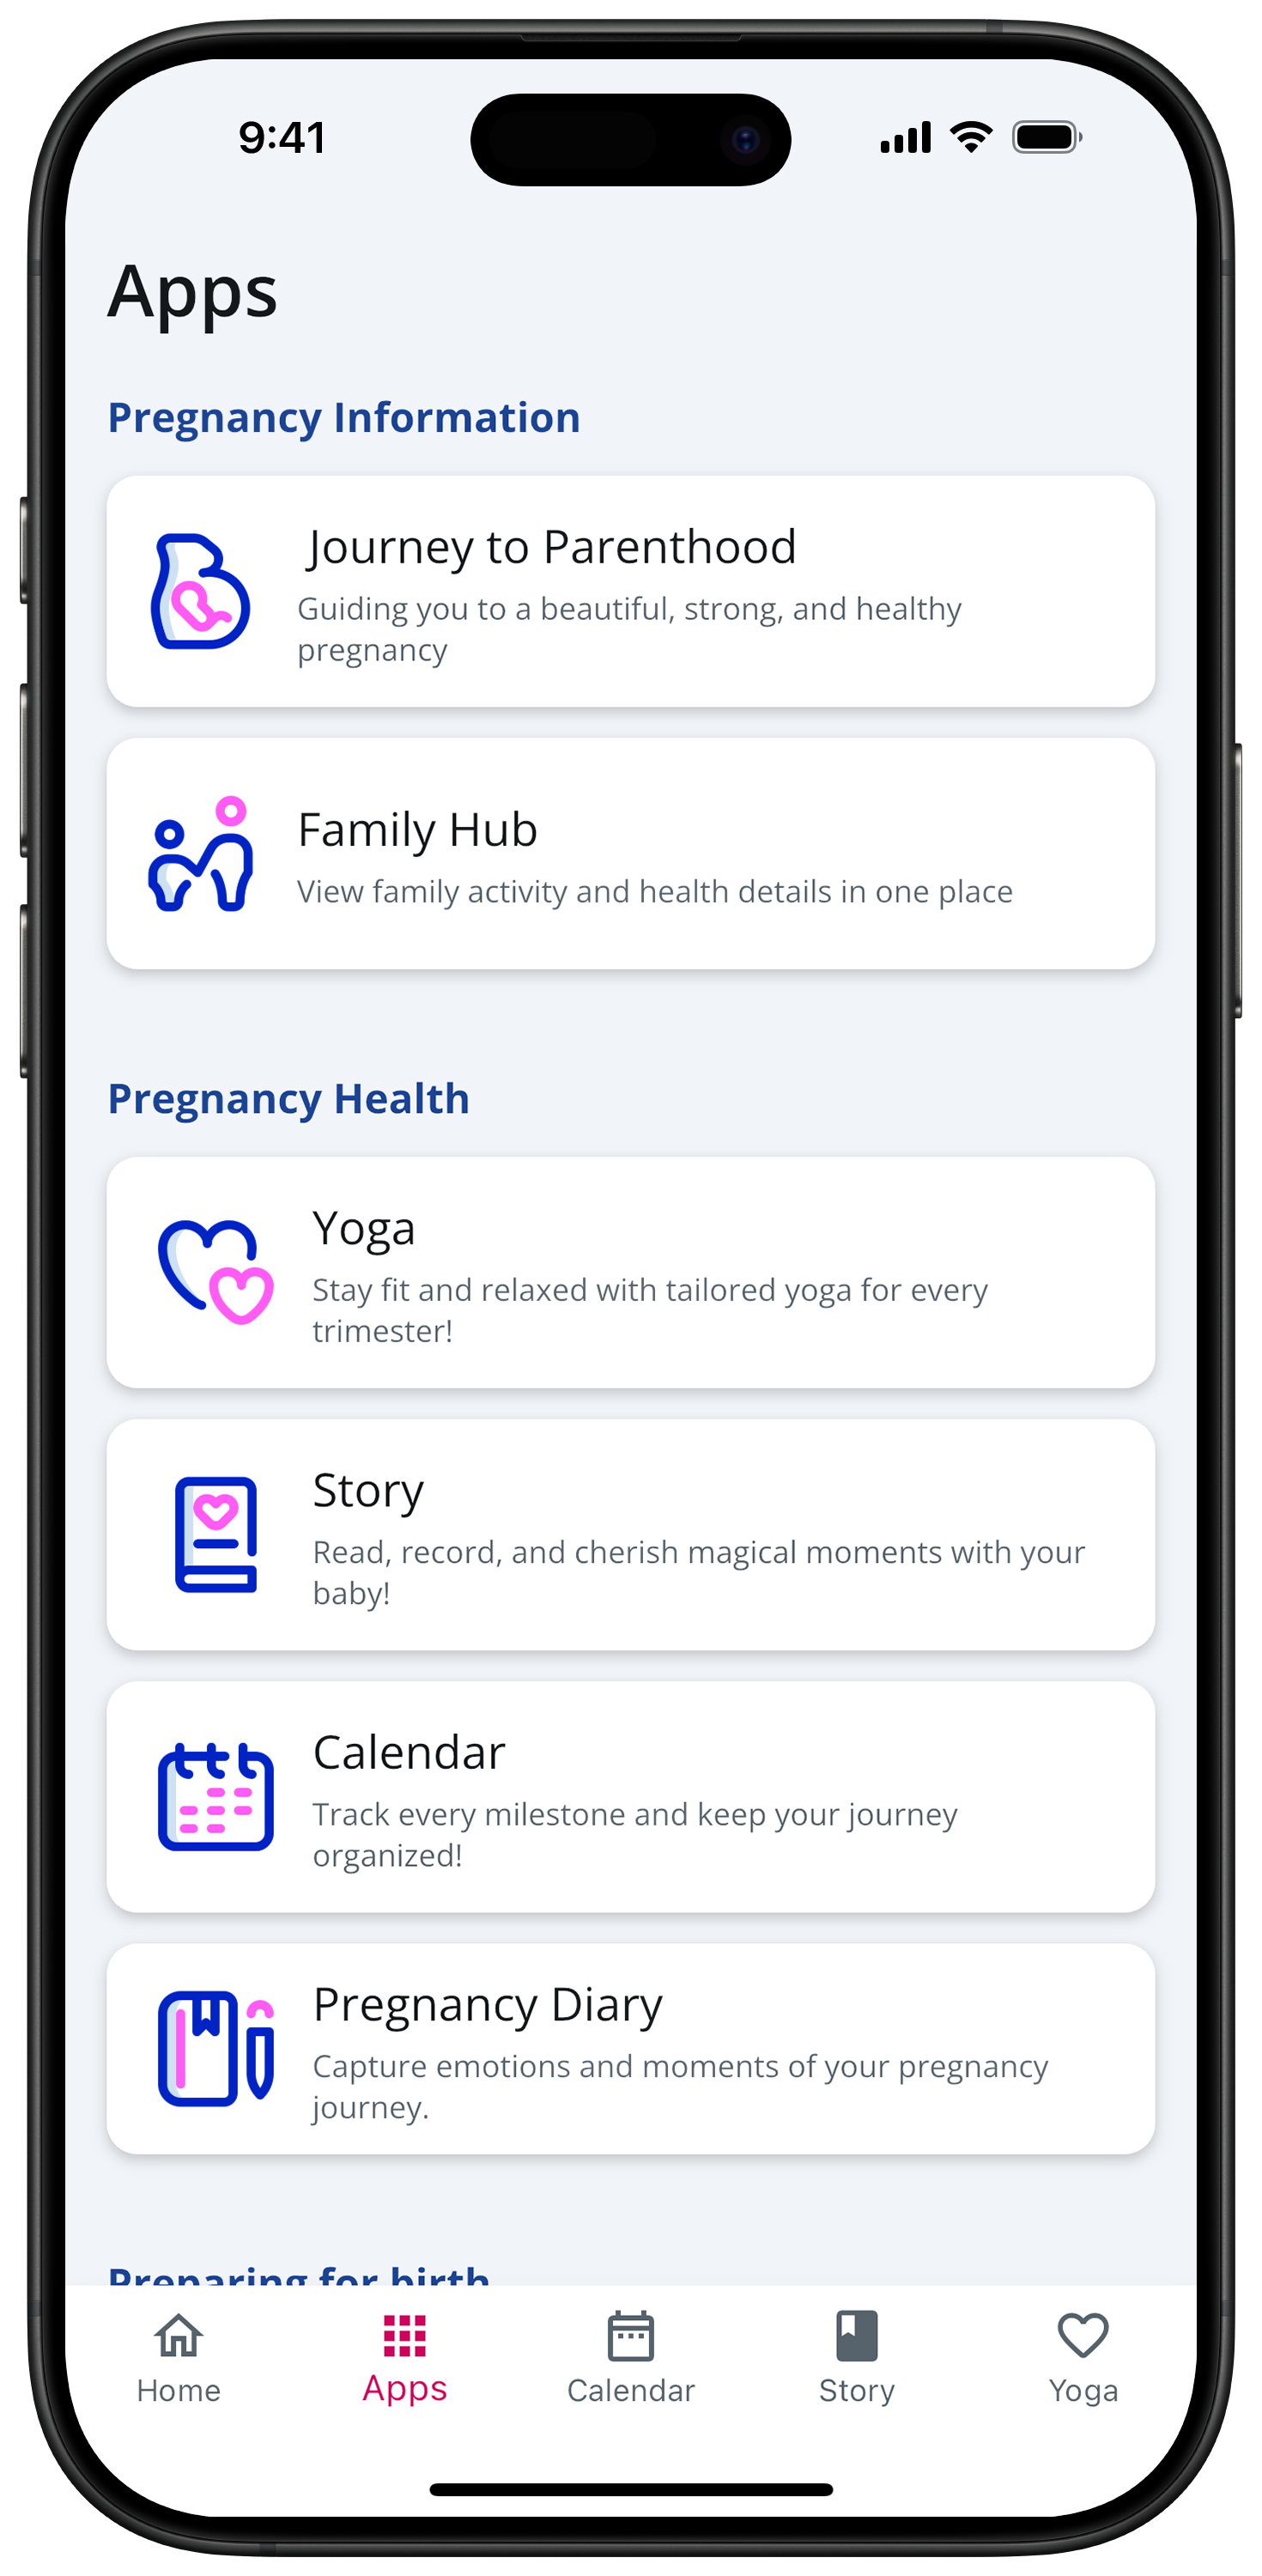 9:41
Apps
Pregnancy Information
Journey to Parenthood
Guiding you to a beautiful, strong, and healthy
pregnancy
Family Hub
View family activity and health details in one place
Pregnancy Health
Yoga
Stay fit and relaxed with tailored yoga for every
trimester!
Story
Read, record, and cherish magical moments with your
baby!
Calendar
Track every milestone and keep your journey
organized!
Pregnancy Diary
Capture emotions and moments of your pregnancy
journey.
Preparing for birth
Home
Apps
Calendar
Story
Yoga